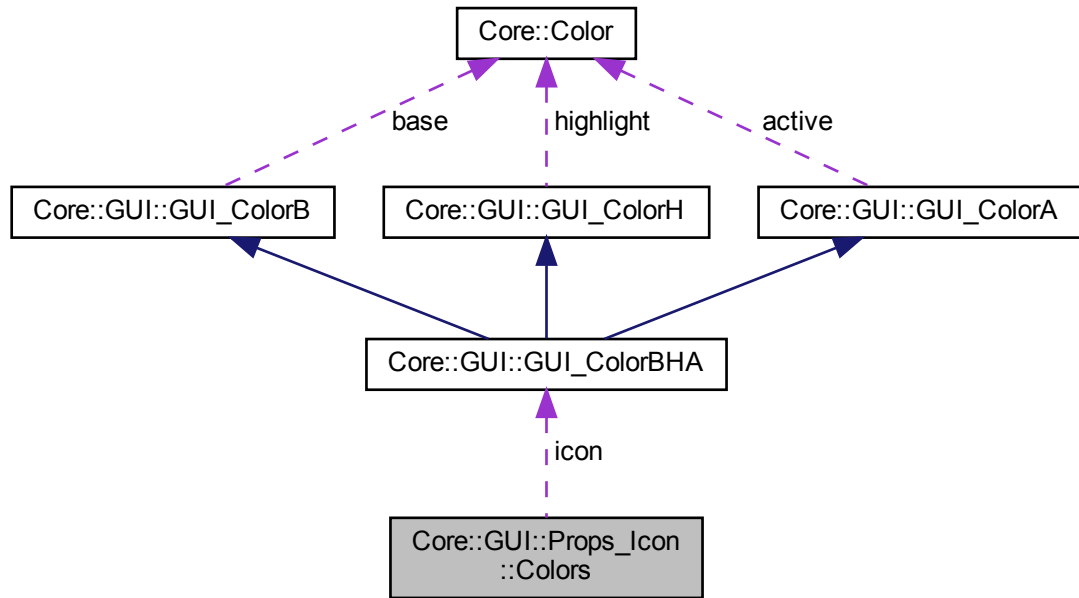 Core::Color
base
highlight
active
Core::GUI::GUI_ColorB
Core::GUI::GUI_ColorH
Core::GUI::GUI_ColorA
Core::GUI::GUI_ColorBHA
icon
Core::GUI::Props_Icon
::Colors